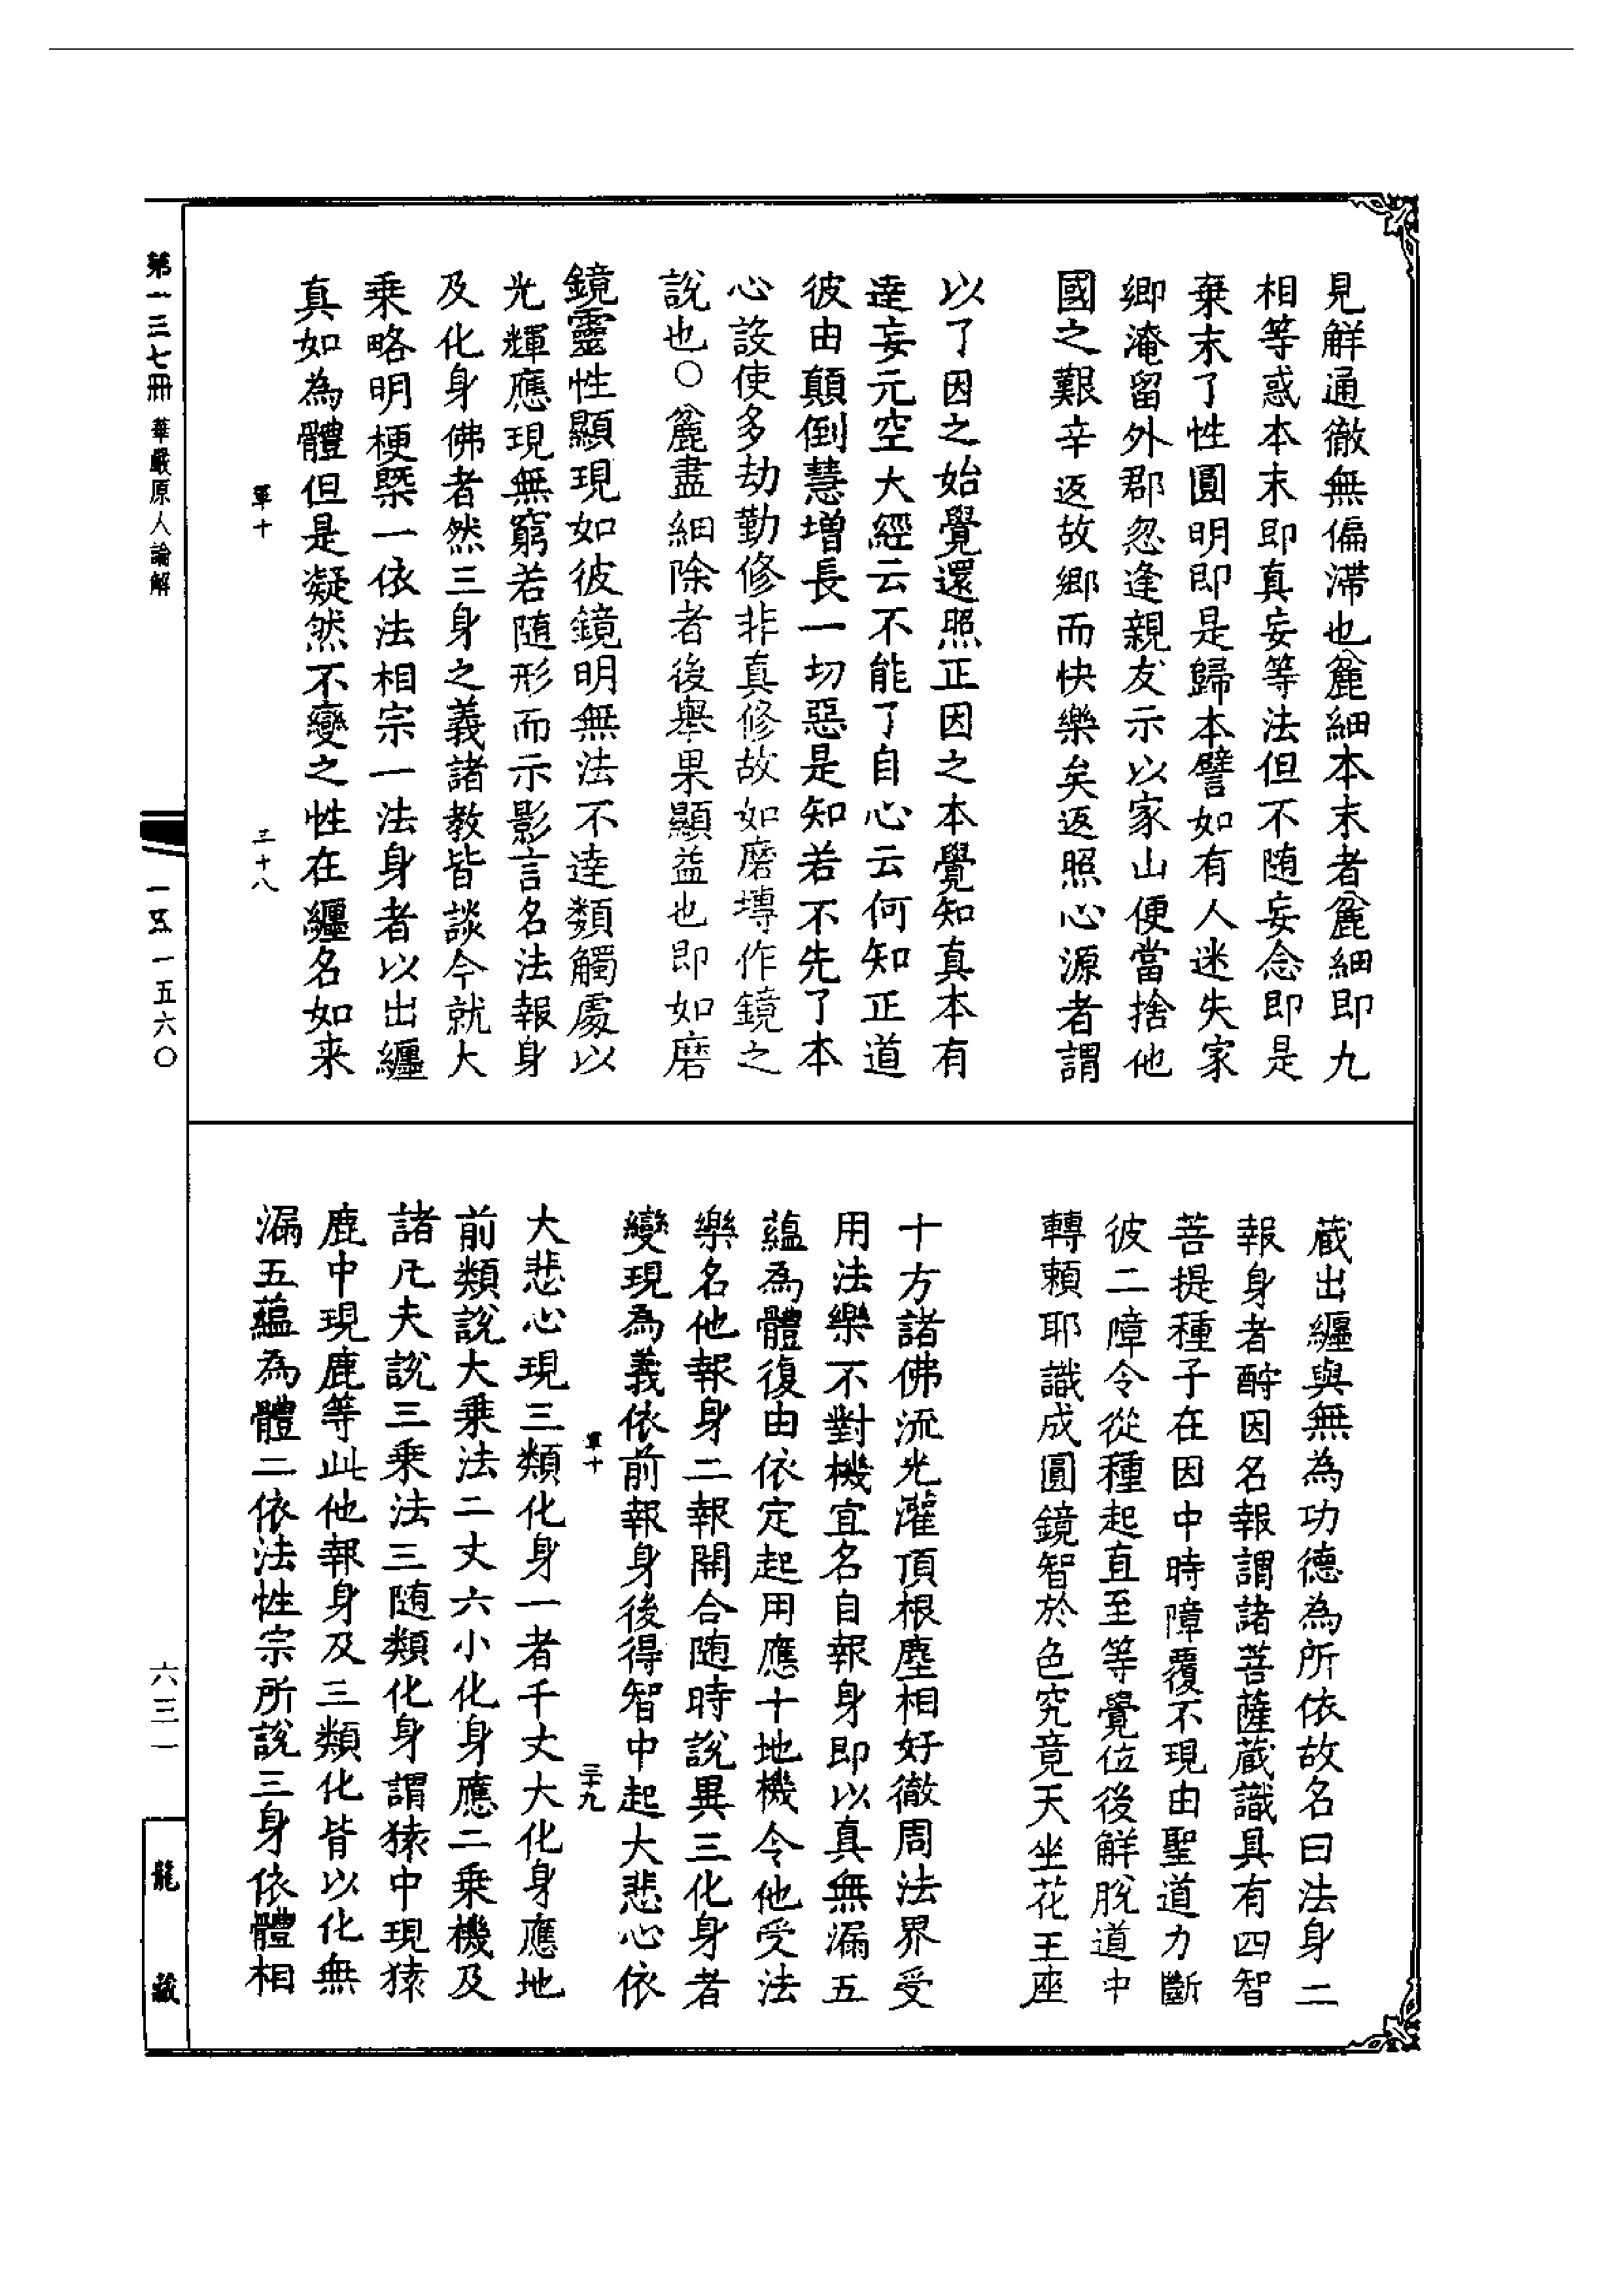 見解通徹無偏滯也麤細本末者麤細即九
相等惑本末即真妄等法但不随妄念即是
棄末了性圓明即是歸本譬如有人迷失家
鄉淹留外郡忽逢親友示以家山便當捨他
國之艱辛返故鄉而快樂矣返照心源者謂
以了因之始覺還照正因之本覺知真本有
達妄元空大經云不能了自心云何知正道
彼由顛倒慧增長一切惡是知若不先了本
心設使多劫勤修非真修故如磨塼作鏡之
說也○麤盡細除者後舉果顯益也即如磨
鏡靈性顯現如彼鏡明無法不達類觸處以
光輝應現無窮若随形而示影言名法報身
及化身佛者然三身之義諸教皆談今就大
乘略明梗槩一依法相宗一法身者以出纏
真如為體但是凝然不變之性在纏名如来
軍十 三十八
藏出纏與無為功德為所依故名曰法身二
報身者酧因名報謂諸菩薩藏識具有四智
菩提種子在因中時障覆不現由聖道力斷
彼二障令從種起直至等覺位後解脫道中
轉頼耶識成圓鏡智於色究竟天坐花王座
十方諸佛流光灌頂根塵相好徹周法界受
用法樂不對機宜名自報身即以真無漏五
蘊為體復由依定起用應十地機令他受法
樂名他報身二報開合随時說異三化身者
變現為義依前報身後得智中起大悲心依
軍十 三十九
大悲心現三類化身一者千丈大化身應地
前類說大乘法二丈六小化身應二乘機及
諸凡夫說三乘法三随類化身謂猿中現猿
鹿中現鹿等此他報身及三類化皆以化無
漏五蘊為體二依法性宗所說三身依體相
第一三七冊 華嚴原人論解 一五六〇 六三一 龍藏